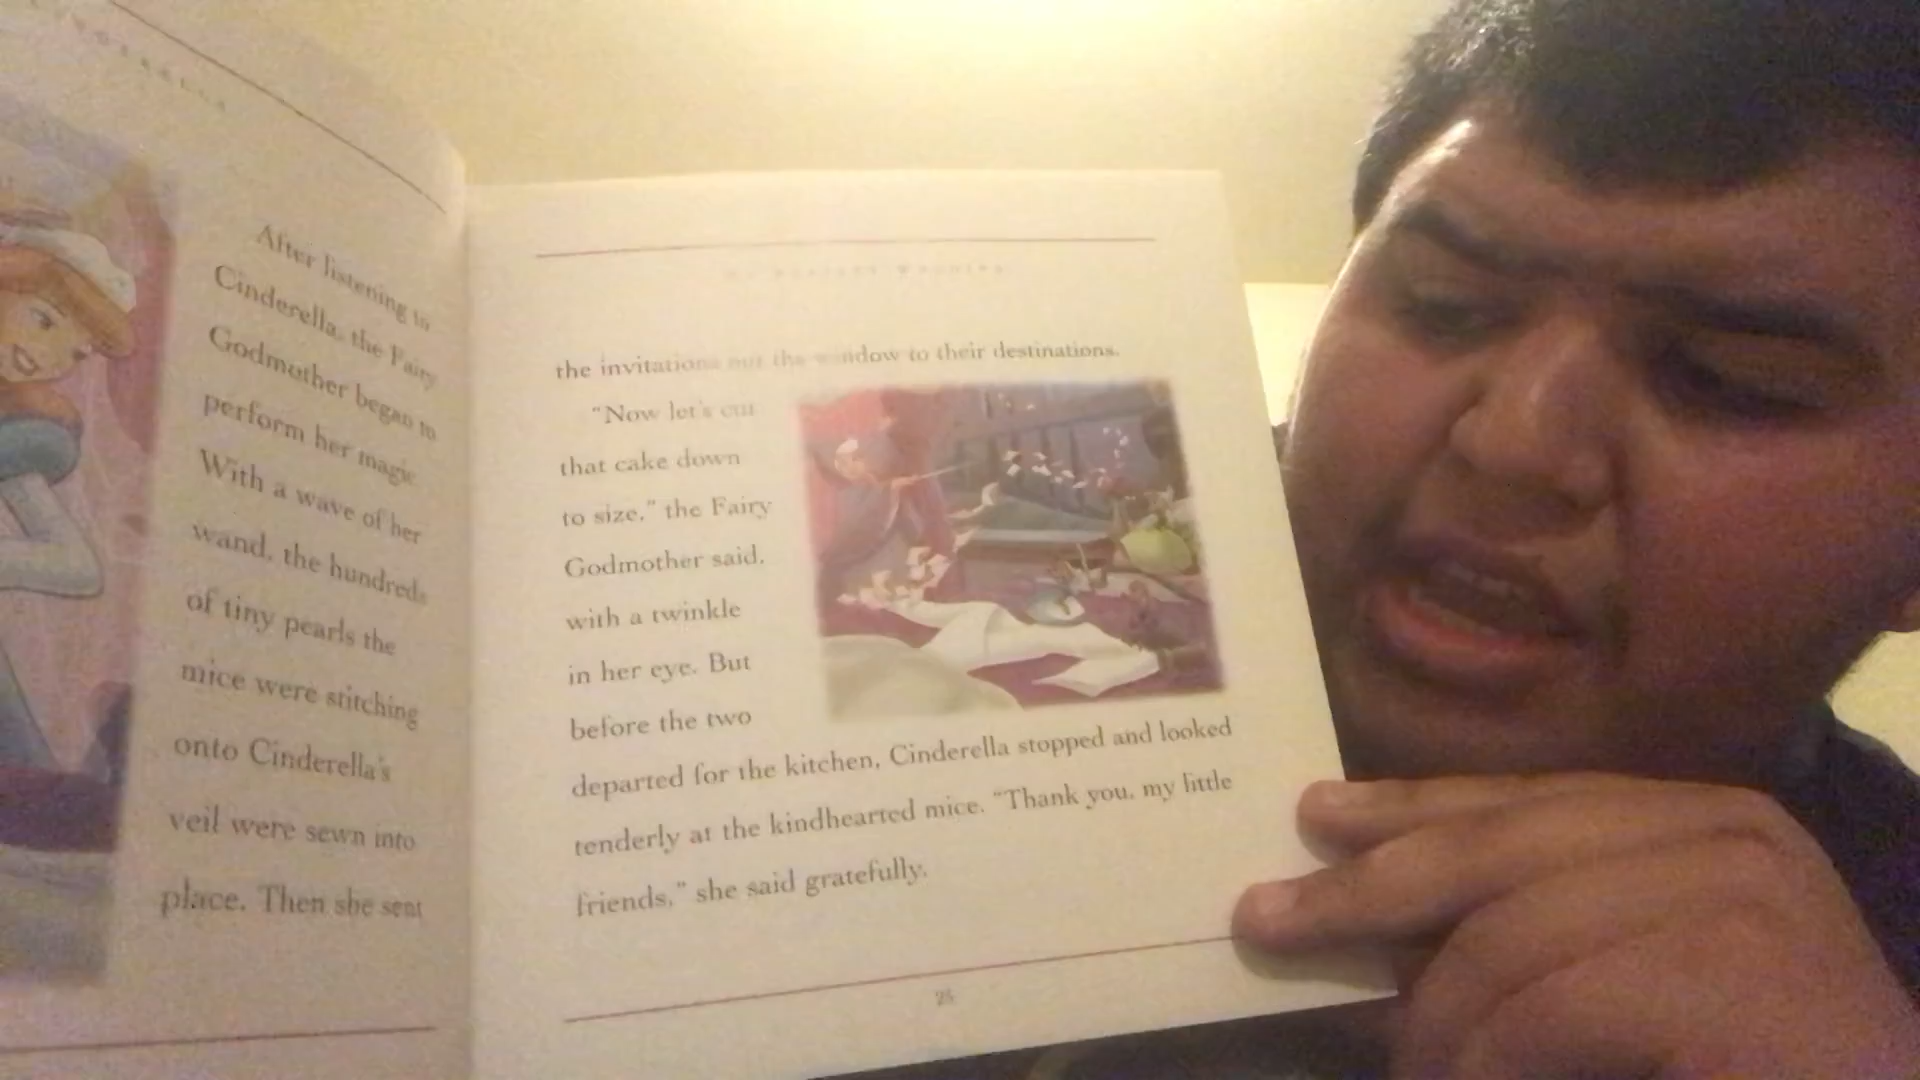 After listening to
Cinderella, the Fairy
Godmother began to
perform her magic
With a wave of her
wand, the hundreds
of tiny pearls the
mice were stitching
onto Cinderella's
veil were sewn into
place. Then she sent
the invitations out the window to their destinations.
"Now let's cut
that cake down
to size," the Fairy
Godmother said,
with a twinkle
in her eye. But
before the two
departed for the kitchen, Cinderella stopped and looked
tenderly at the kindhearted mice. "Thank you, my little
friends," she said gratefully.